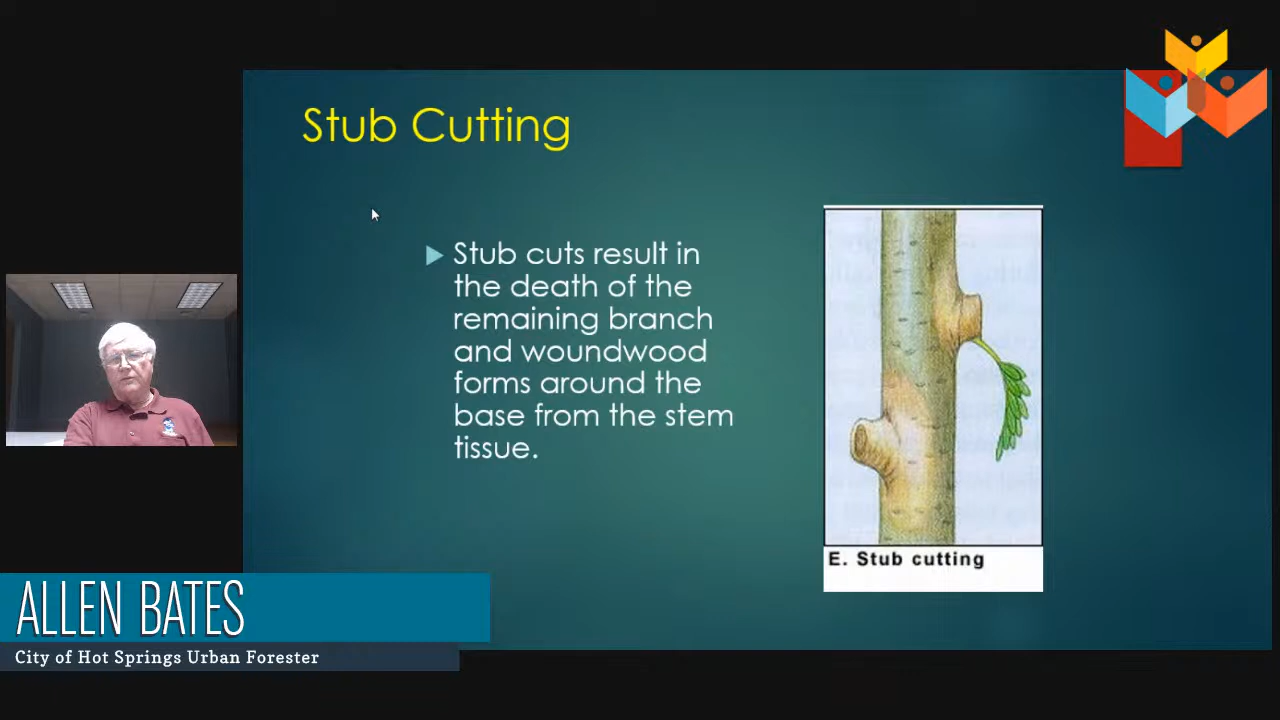 Stub Cutting
Stub cuts result in
the death of the
remaining branch
and woundwood
forms around the
base from the stem
tissue.
E. Stub cutting
ALLEN BATES
City of Hot Springs Urban Forester